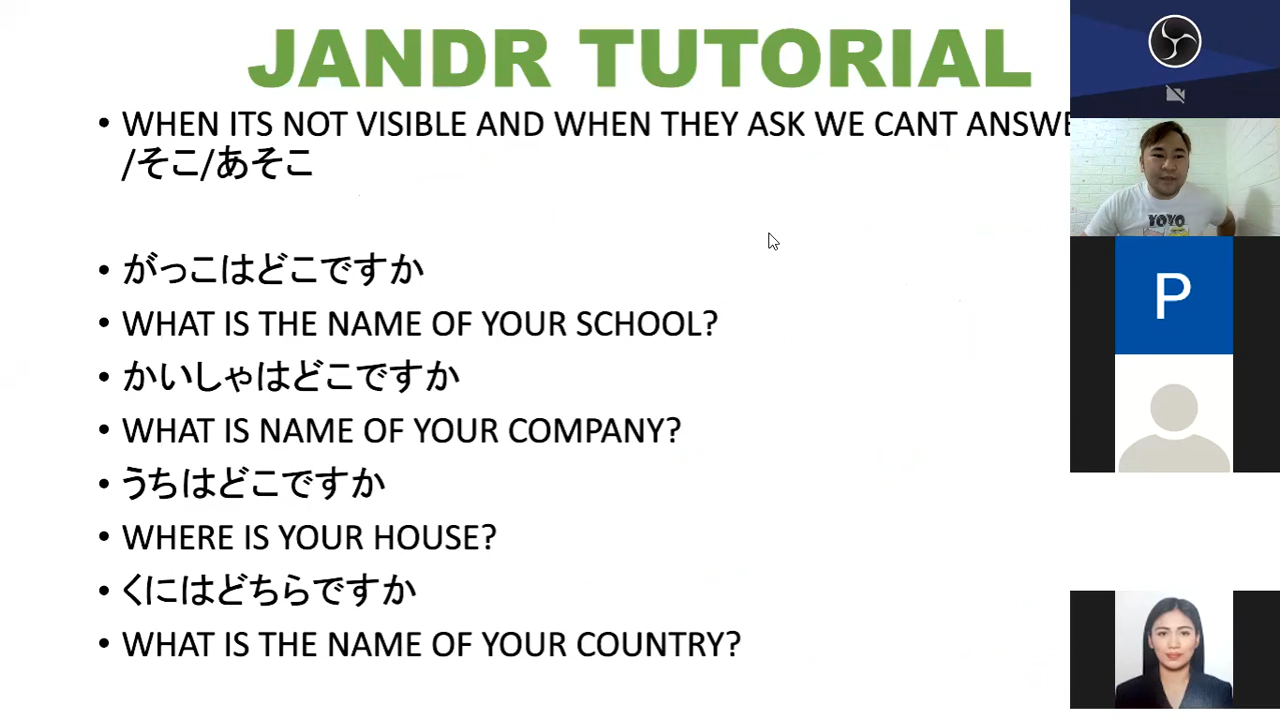 JANDR TUTORIAL
• WHEN ITS NOT VISIBLE AND WHEN THEY ASK WE CANT
/そこ/あそこ
• がっこはどこですか
• WHAT IS THE NAME OF YOUR SCHOOL?
• かいしゃはどこですか
• WHAT IS NAME OF YOUR COMPANY?
• うちはどこですか
• WHERE IS YOUR HOUSE?
• くにはどちらですか
• WHAT IS THE NAME OF YOUR COUNTRY?
YOYO
P